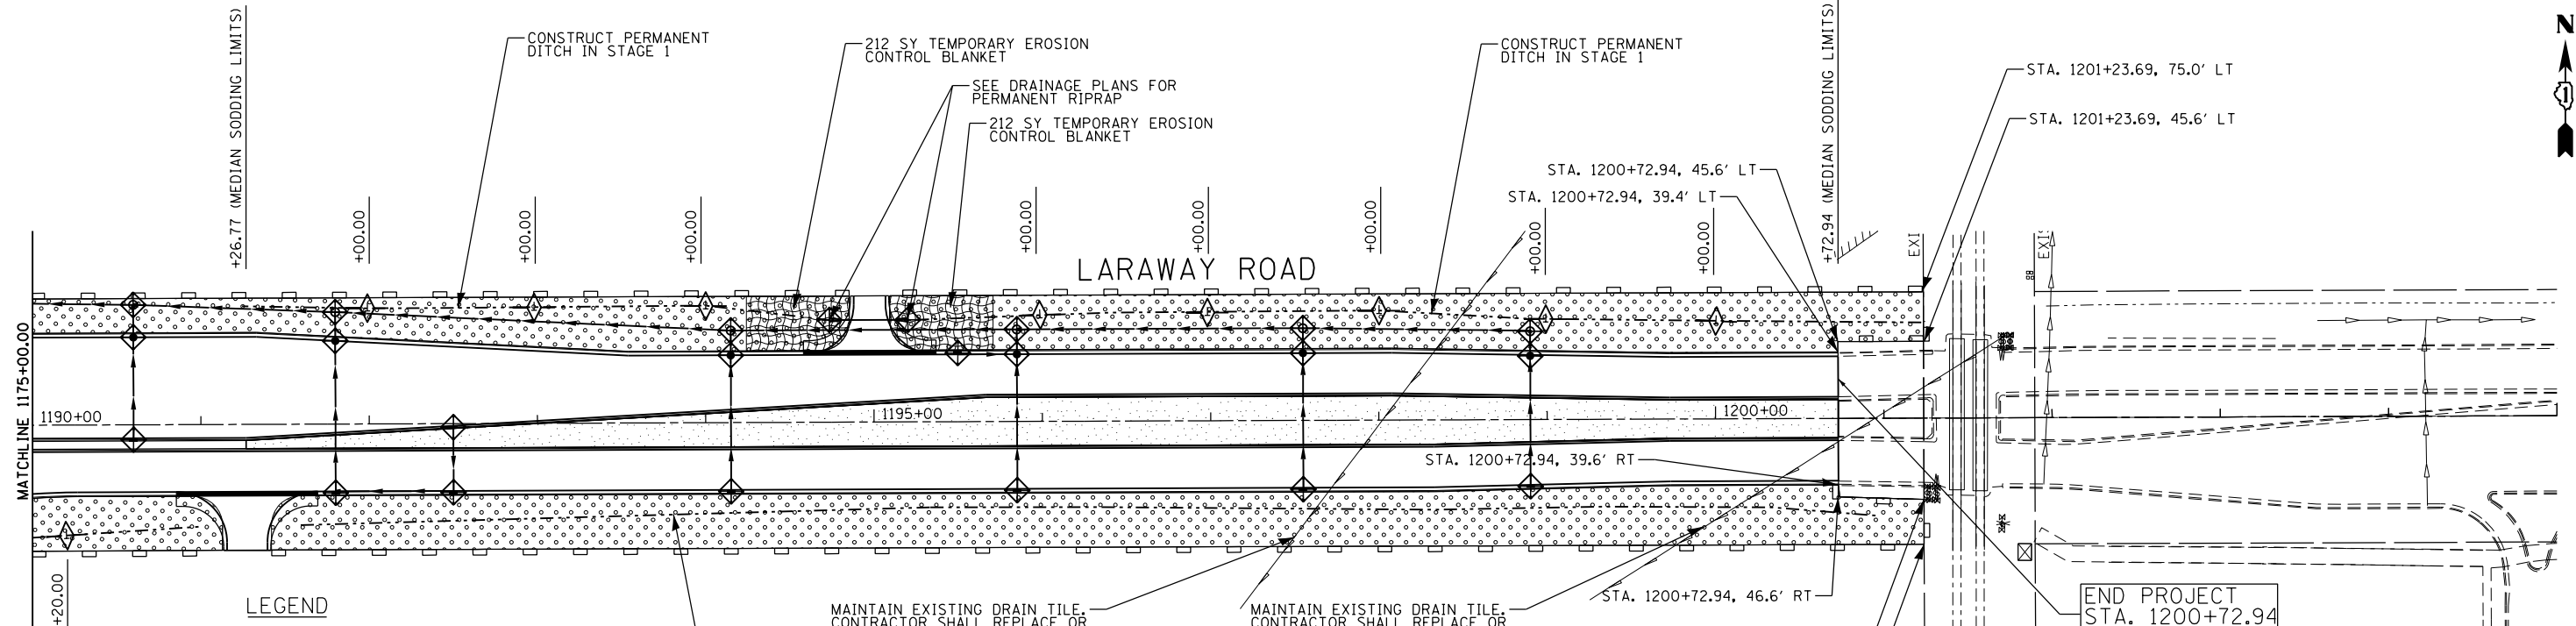 +26.77 (MEDIAN SODDING LIMITS)
CONSTRUCT PERMANENT
DITCH IN STAGE 1
212 SY TEMPORARY EROSION
CONTROL BLANKET
SEE DRAINAGE PLANS FOR
PERMANENT RIPRAP
212 SY TEMPORARY EROSION
CONTROL BLANKET
CONSTRUCT PERMANENT
DITCH IN STAGE 1
+72.94 (MEDIAN SODDING LIMITS)
STA. 1201+23.69, 75.0' LT
STA. 1201+23.69, 45.6' LT
N
STA. 1200+72.94, 45.6' LT
STA. 1200+72.94, 39.4' LT
+00.00
+00.00
+00.00
+00.00
+00.00
+00.00
+00.00
+00.00
LARAWAY ROAD
EXI
EXI
MATCHLINE 1175+00.00
1190+00
1195+00
1200+00
STA. 1200+72.94, 39.6' RT
STA. 1200+72.94, 46.6' RT
+20.00
LEGEND
MAINTAIN EXISTING DRAIN TILE.
CONTRACTOR SHALL REPLACE OR
MAINTAIN EXISTING DRAIN TILE.
CONTRACTOR SHALL REPLACE OR
END PROJECT
STA. 1200+72.94